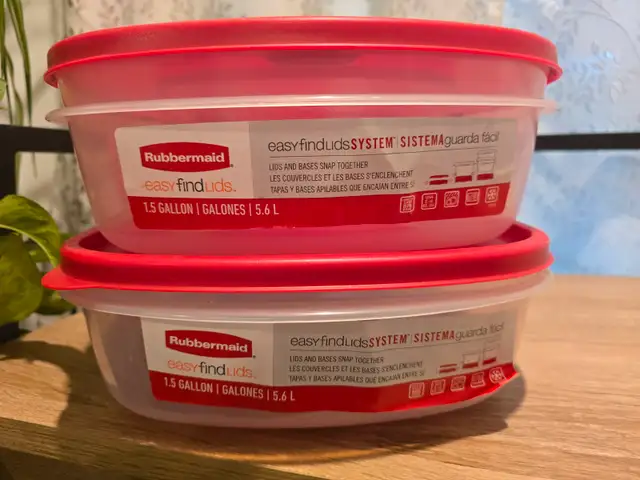 Rubbermaid
easyfindLiDS
1.5 GALLON | GALONES | 5.6 L
easyfindLiDSSYSTEM | SISTEMAguarda fácil
LIDS AND BASES SNAP TOGETHER
LES COUVERCLES ET LES BASES S'ENCLENCHENT
TAPAS Y BASES APILABLES QUE ENCAJAN ENTRE SÍ
Rubbermaid
easyfindLiDS
1.5 GALLON | GALONES | 5.6 L
easyfindLiDSSYSTEM | SISTEMAguarda fácil
LIDS AND BASES SNAP TOGETHER
LES COUVERCLES ET LES BASES S'ENCLENCHENT
TAPAS Y BASES APILABLES QUE ENCAJAN ENTRE SÍ